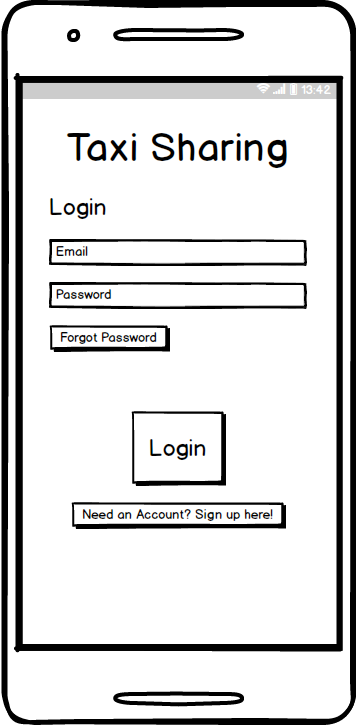 13:42
Taxi Sharing
Login
Email
Password
Forgot Password
Login
Need an Account? Sign up here!